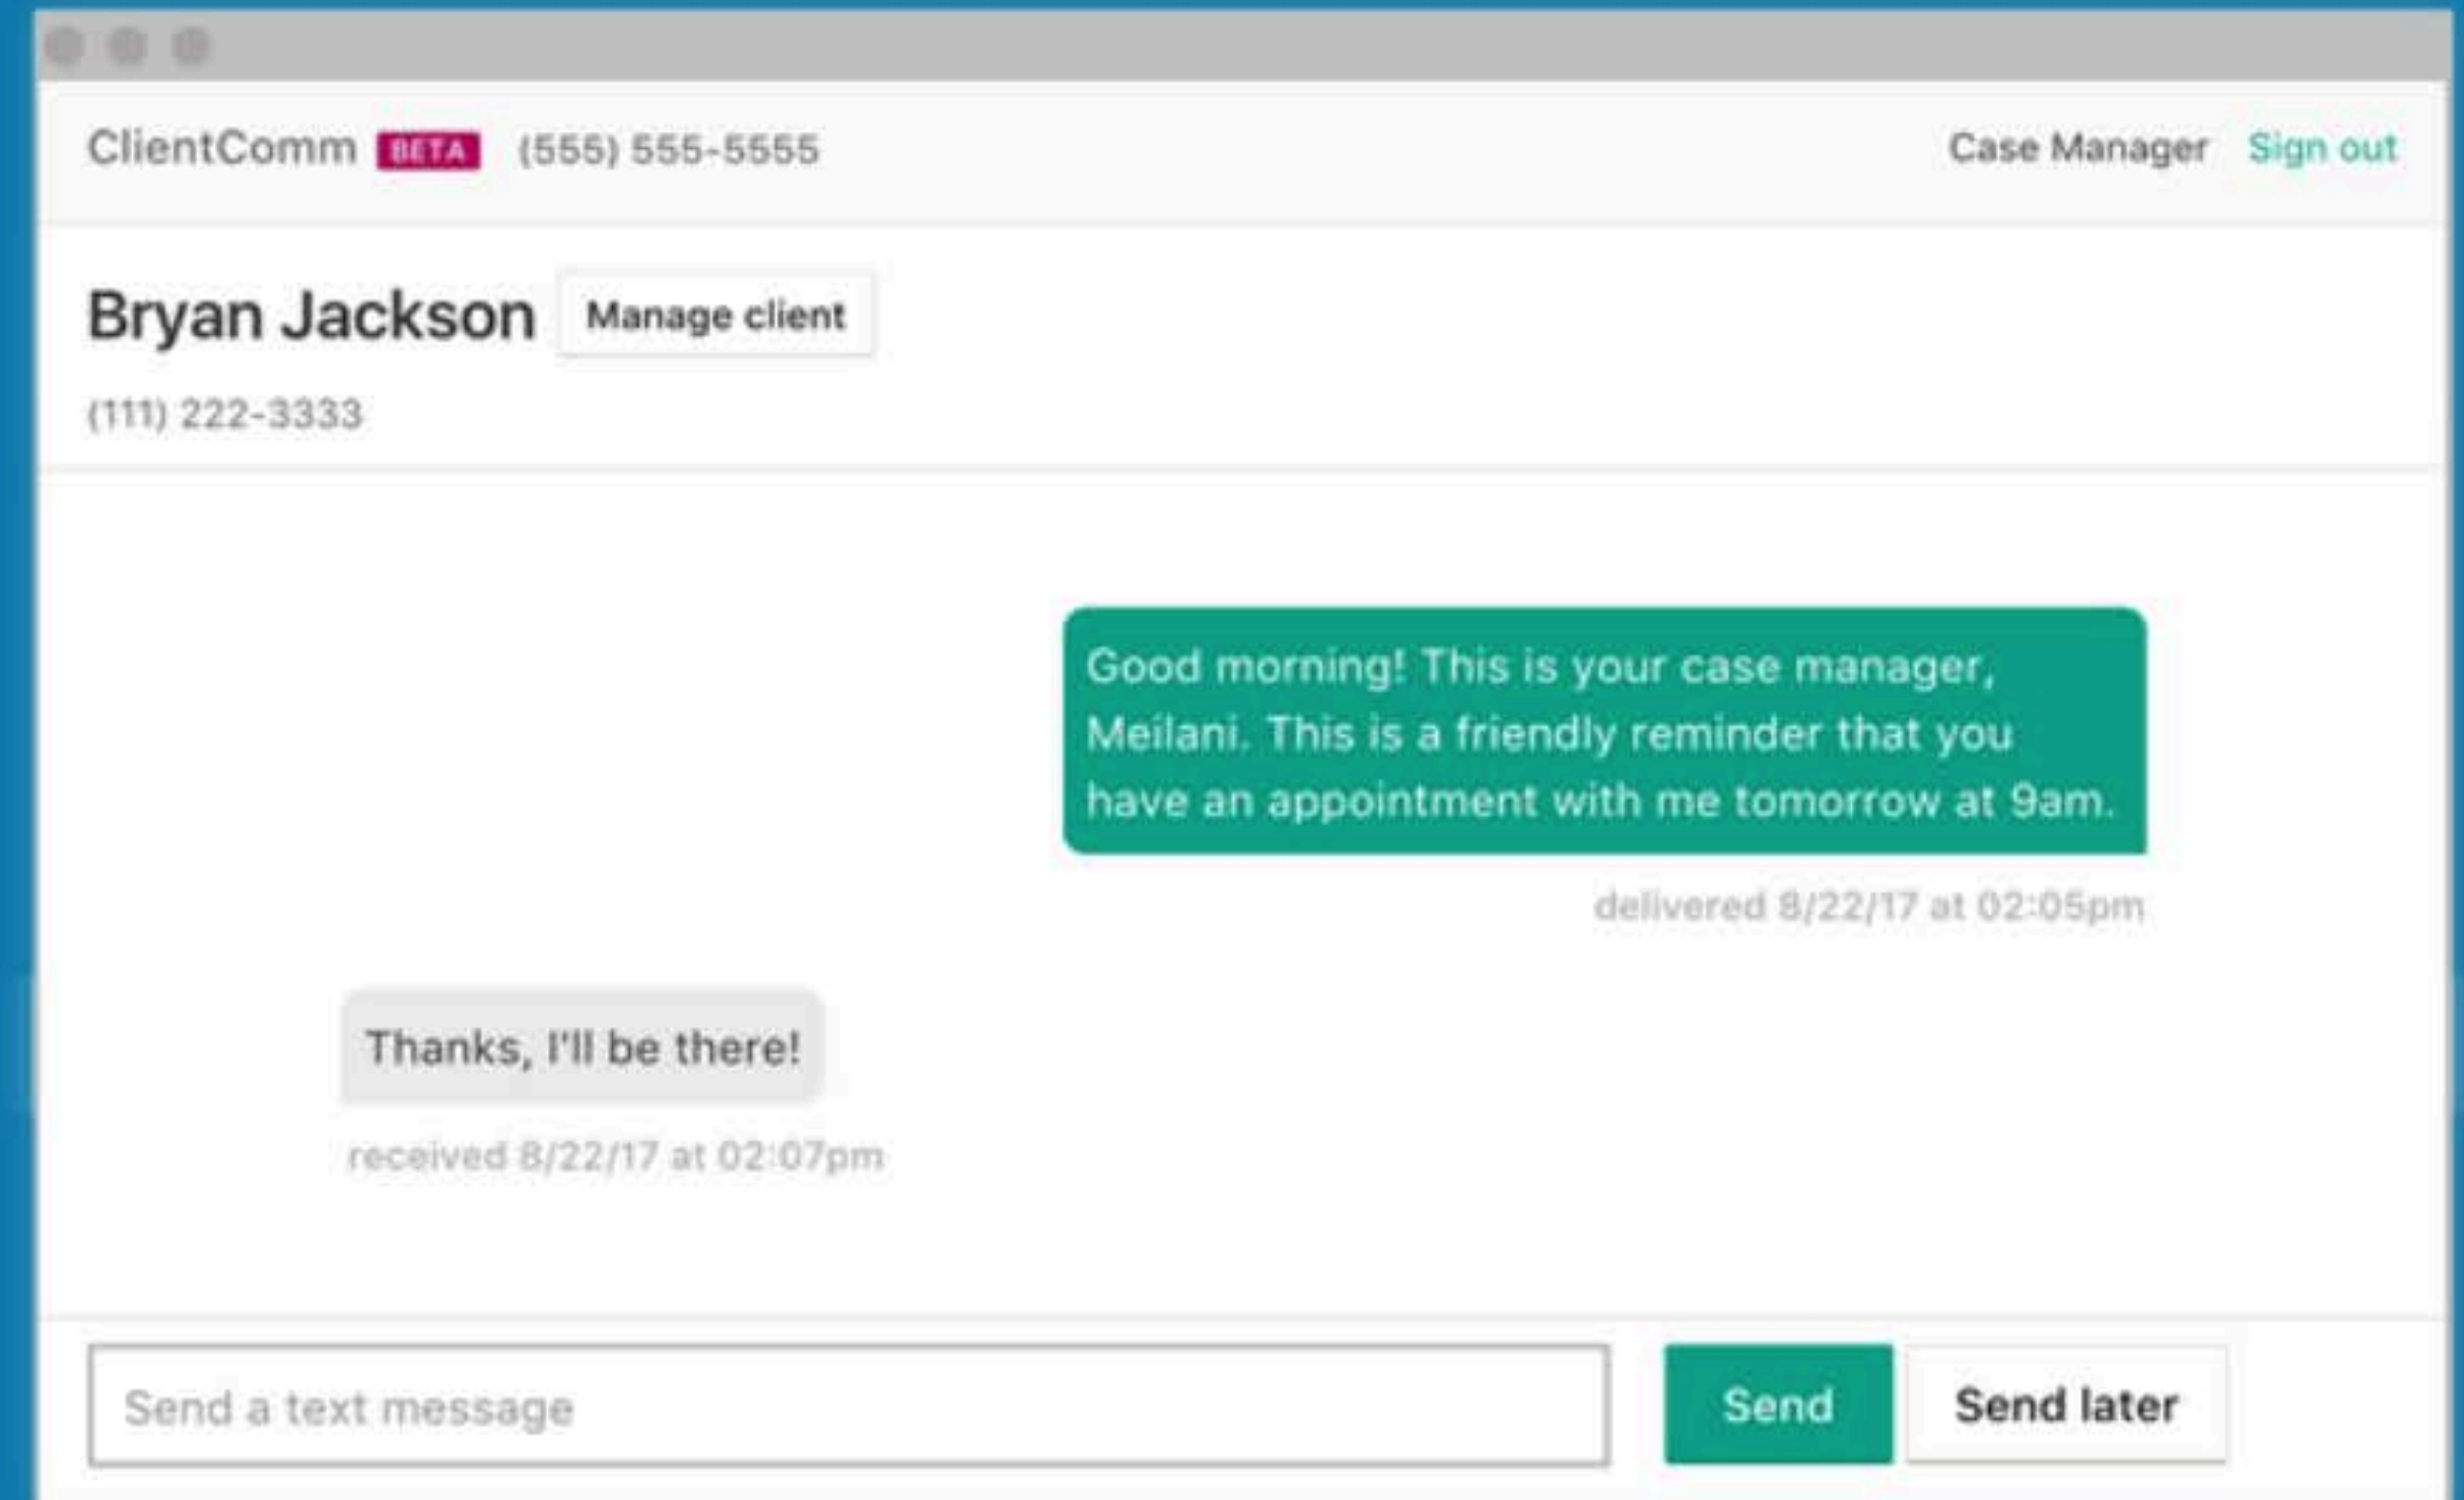 ClientComm BETA (555) 555-5555 Case Manager Sign out
Bryan Jackson Manage client
(111) 222-3333
Good morning! This is your case manager,
Meilani. This is a friendly reminder that you
have an appointment with me tomorrow at 9am.
delivered 8/22/17 at 02:05pm
Thanks, I'll be there!
received 8/22/17 at 02:07pm
Send a text message Send Send later